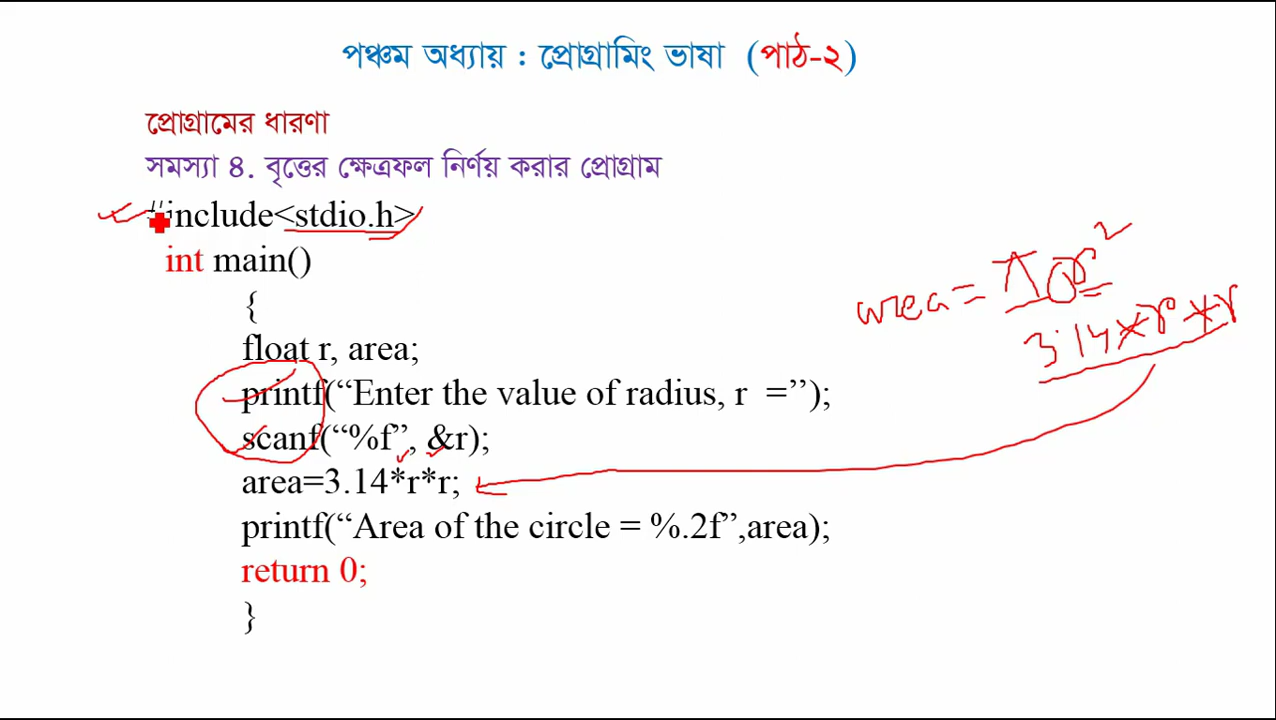 পঞ্চম অধ্যায় : প্রোগ্রামিং ভাষা (পাঠ-২)
প্রোগ্রামের ধারণা
সমস্যা ৪. বৃত্তের ক্ষেত্রফল নির্ণয় করার প্রোগ্রাম
#include<stdio.h>
int main()
{
float r, area;
printf(“Enter the value of radius, r =’’);
scanf(“%f”, &r);
area=3.14*r*r;
printf(“Area of the circle = %.2f”,area);
return 0;
}
area = π r²
3.14*r*r